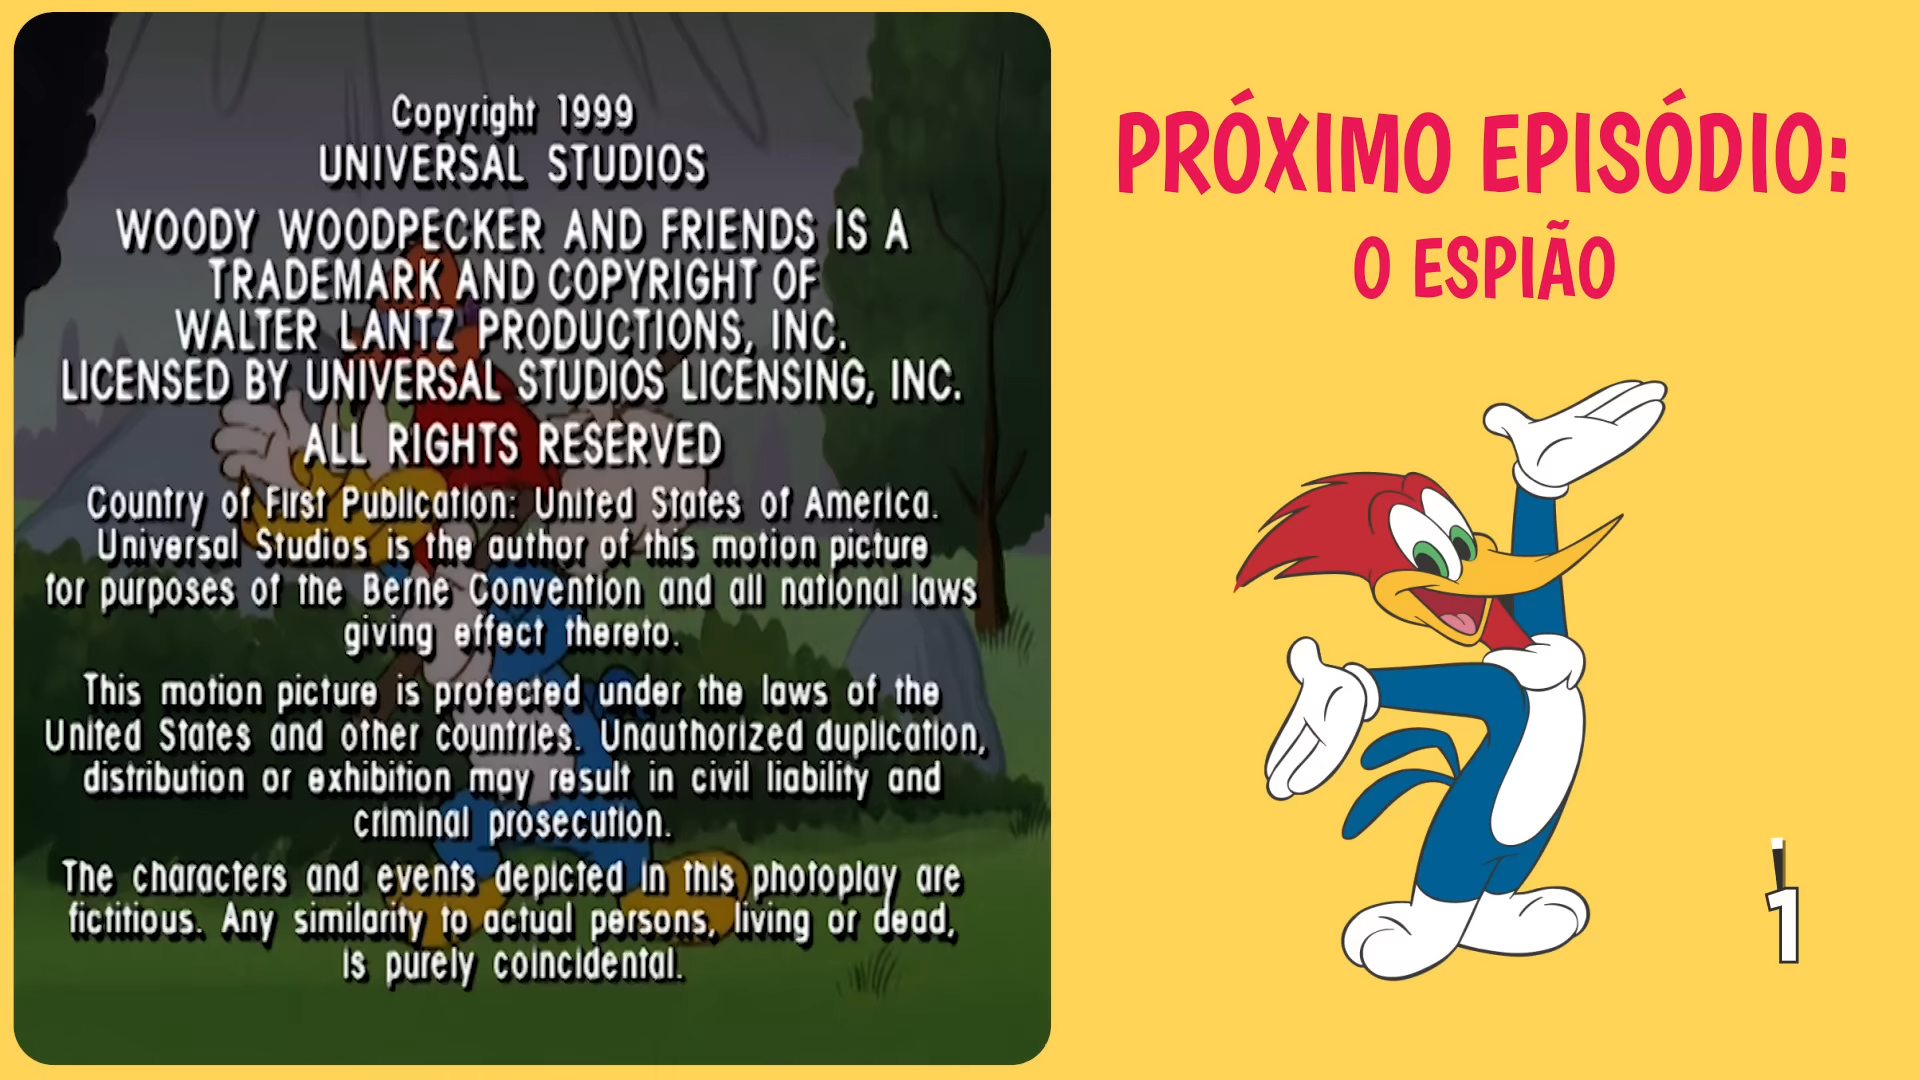 Copyright 1999
UNIVERSAL STUDIOS
WOODY WOODPECKER AND FRIENDS IS A
TRADEMARK AND COPYRIGHT OF
WALTER LANTZ PRODUCTIONS, INC.
LICENSED BY UNIVERSAL STUDIOS LICENSING, INC.
ALL RIGHTS RESERVED
Country of First Publication: United States of America.
Universal Studios is the author of this motion picture
for purposes of the Berne Convention and all national laws
giving effect thereto.
This motion picture is protected under the laws of the
United States and other countries. Unauthorized duplication,
distribution or exhibition may result in civil liability and
criminal prosecution.
The characters and events depicted in this photoplay are
fictitious. Any similarity to actual persons, living or dead,
is purely coincidental.
PRÓXIMO EPISÓDIO:
O ESPIÃO
1